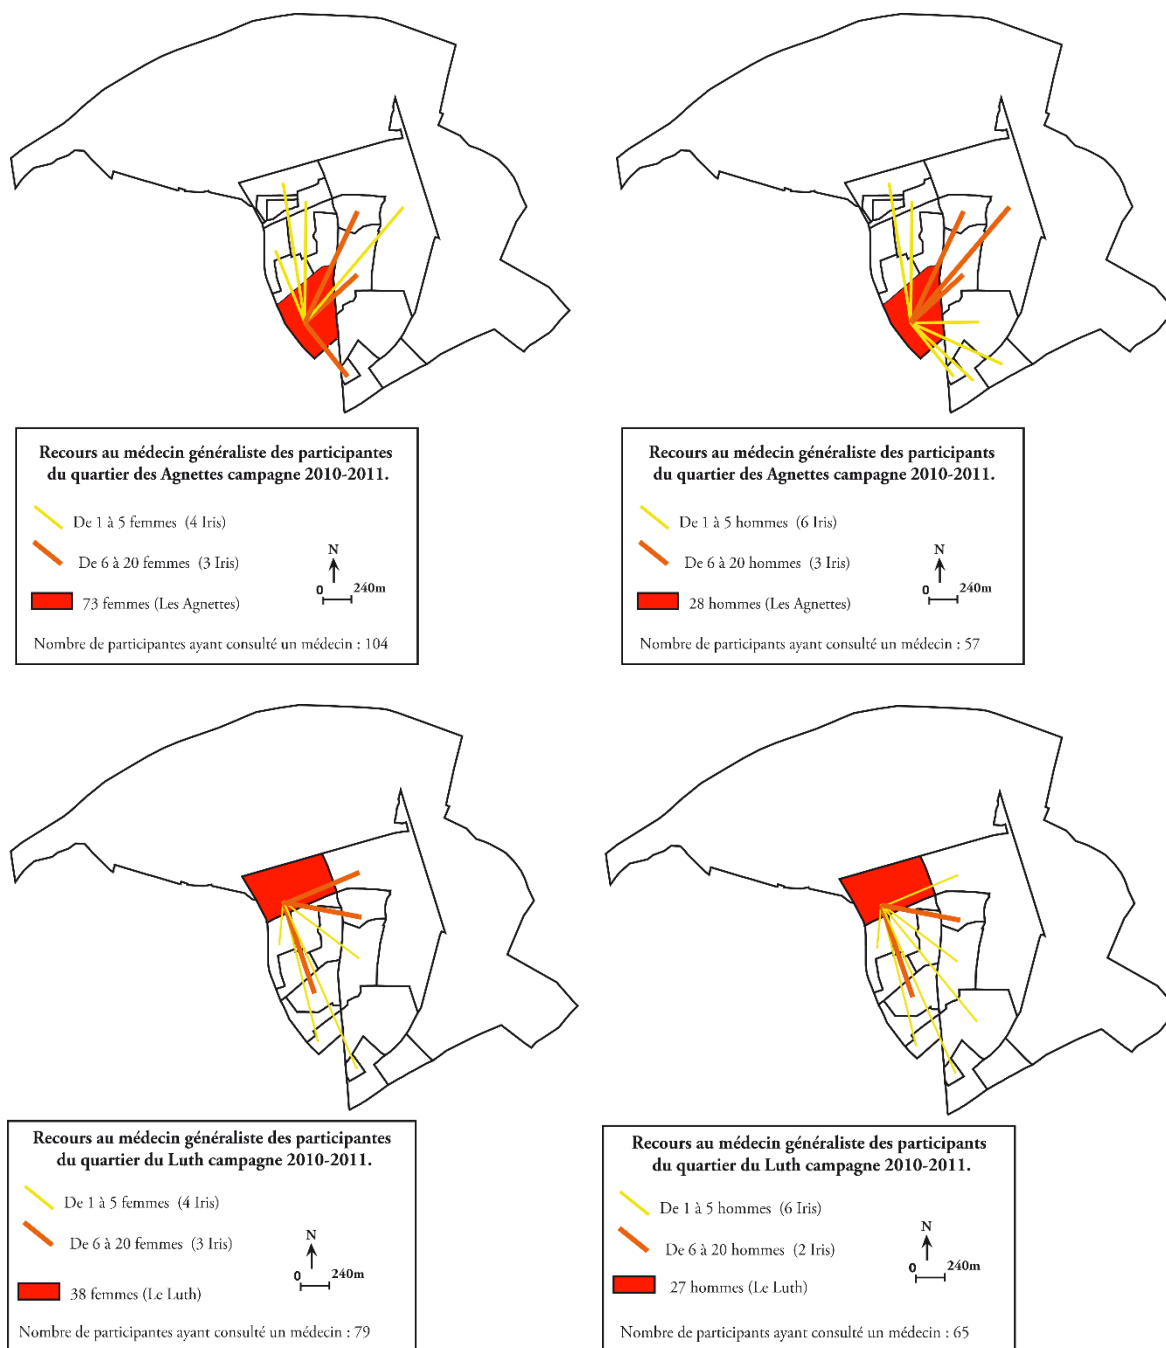 Recours au médecin généraliste des participantes
du quartier des Agnettes campagne 2010-2011.
De 1 à 5 femmes (4 Iris)
De 6 à 20 femmes (3 Iris)
73 femmes (Les Agnettes)
N
0 240m
Nombre de participantes ayant consulté un médecin : 104
Recours au médecin généraliste des participants
du quartier des Agnettes campagne 2010-2011.
De 1 à 5 hommes (6 Iris)
De 6 à 20 hommes (3 Iris)
28 hommes (Les Agnettes)
N
0 240m
Nombre de participants ayant consulté un médecin : 57
Recours au médecin généraliste des participantes
du quartier du Luth campagne 2010-2011.
De 1 à 5 femmes (4 Iris)
De 6 à 20 femmes (3 Iris)
38 femmes (Le Luth)
N
0 240m
Nombre de participantes ayant consulté un médecin : 79
Recours au médecin généraliste des participants
du quartier du Luth campagne 2010-2011.
De 1 à 5 hommes (6 Iris)
De 6 à 20 hommes (2 Iris)
27 hommes (Le Luth)
N
0 240m
Nombre de participants ayant consulté un médecin : 65